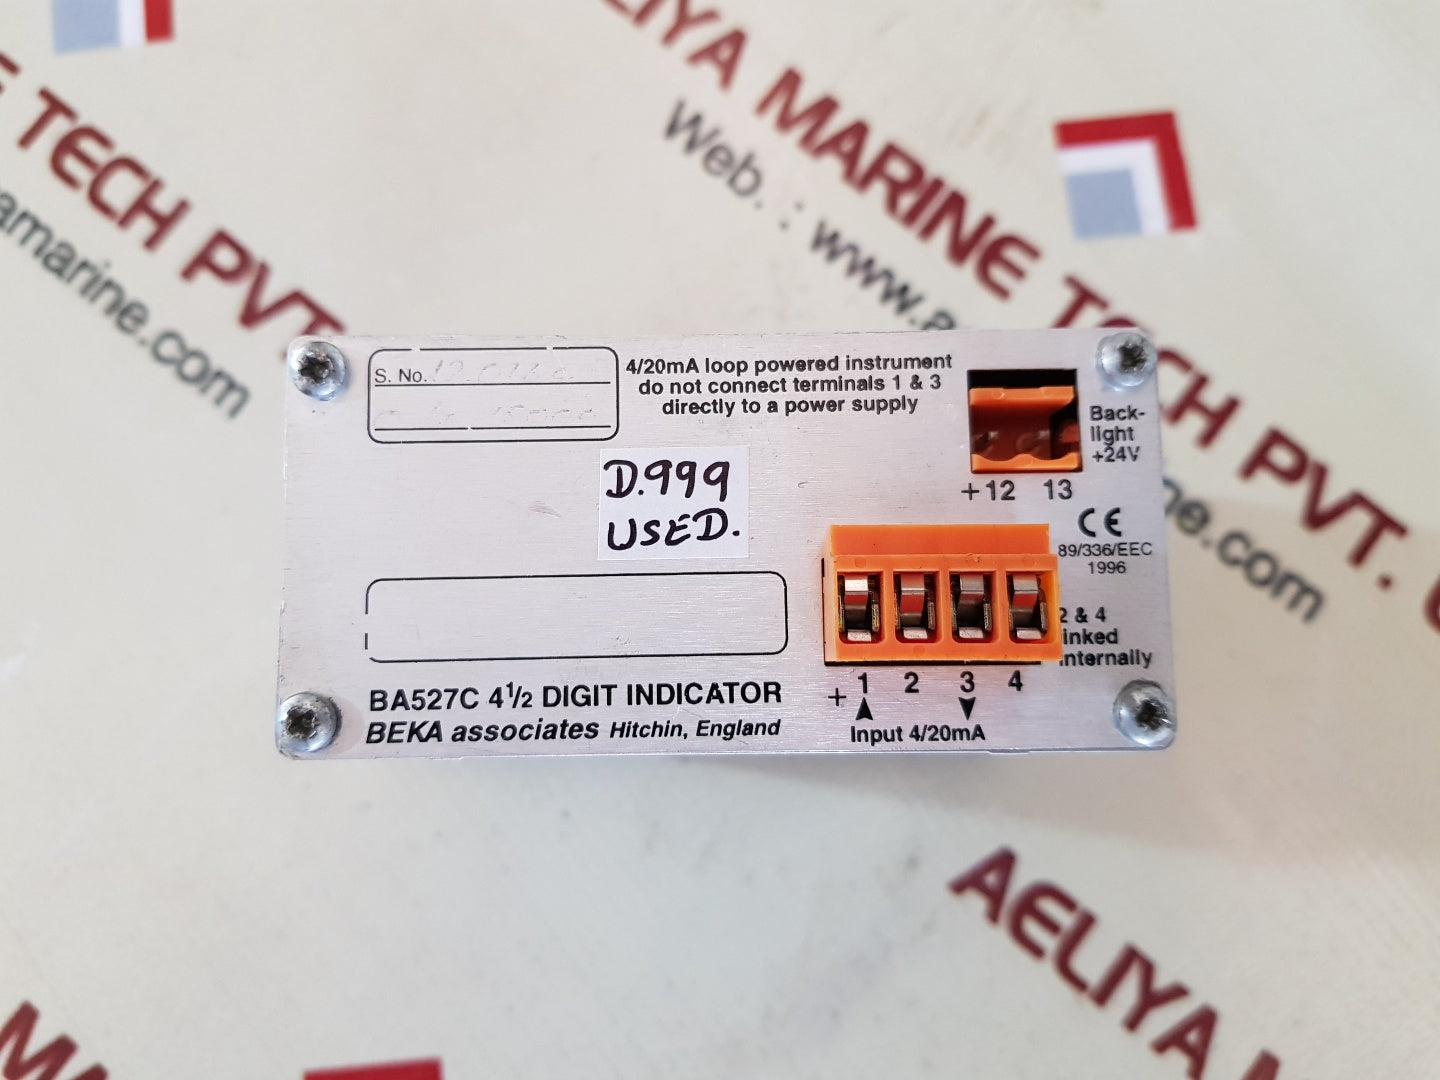 TECH PVT.
amarine.com
AELIYA MARINE TECH PVT.
Web. : www.a
e.com
S. No.
4/20mA loop powered instrument
do not connect terminals 1 & 3
directly to a power supply
Back-
light
+24V
+12 13
D.999
USED.
CE
89/336/EEC
1996
2 & 4
linked
internally
BA527C 4½ DIGIT INDICATOR
BEKA associates Hitchin, England
+ 1 2 3 4
Input 4/20mA
AELIYA